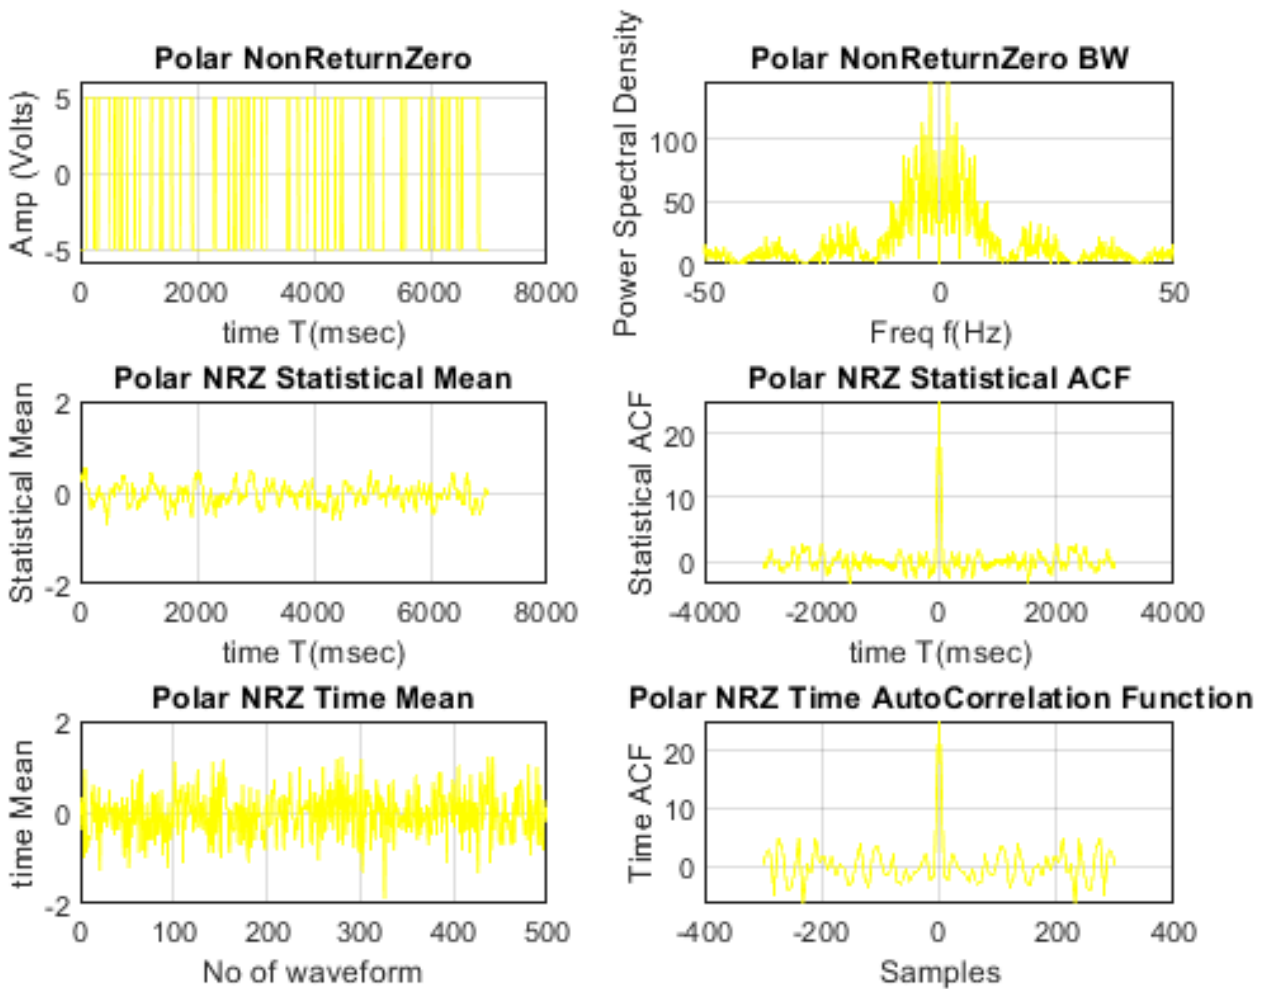 Polar NonReturnZero
Amp (Volts)
5
0
-5
0 2000 4000 6000 8000
time T(msec)
Polar NonReturnZero BW
Power Spectral Density
100
50
0
-50 0 50
Freq f(Hz)
Polar NRZ Statistical Mean
Statistical Mean
2
0
-2
0 2000 4000 6000 8000
time T(msec)
Polar NRZ Statistical ACF
Statistical ACF
20
10
0
-4000 -2000 0 2000 4000
time T(msec)
Polar NRZ Time Mean
time Mean
2
0
-2
0 100 200 300 400 500
No of waveform
Polar NRZ Time AutoCorrelation Function
Time ACF
20
10
0
-400 -200 0 200 400
Samples